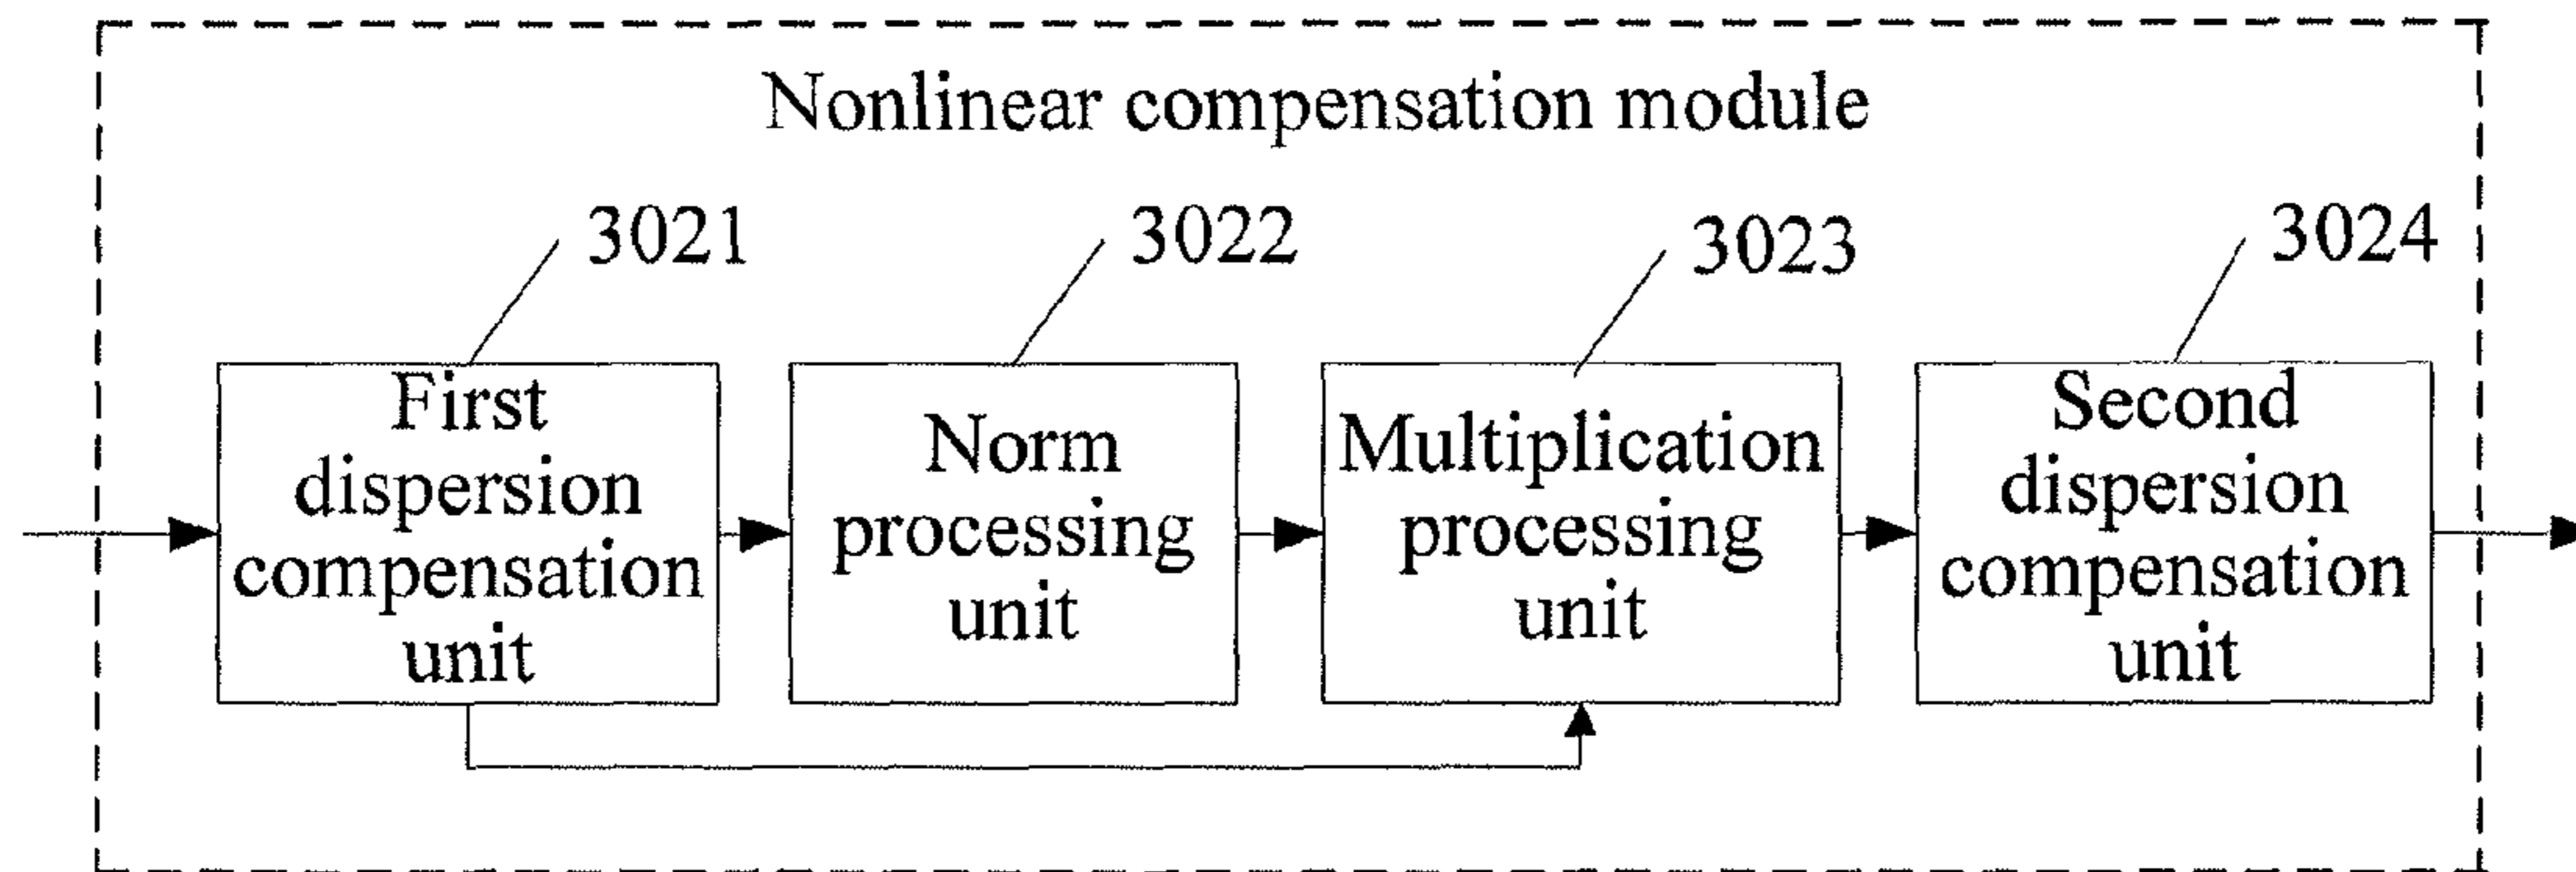 Nonlinear compensation module
3021
3022
3023
3024
First
dispersion
compensation
unit
Norm
processing
unit
Multiplication
processing
unit
Second
dispersion
compensation
unit